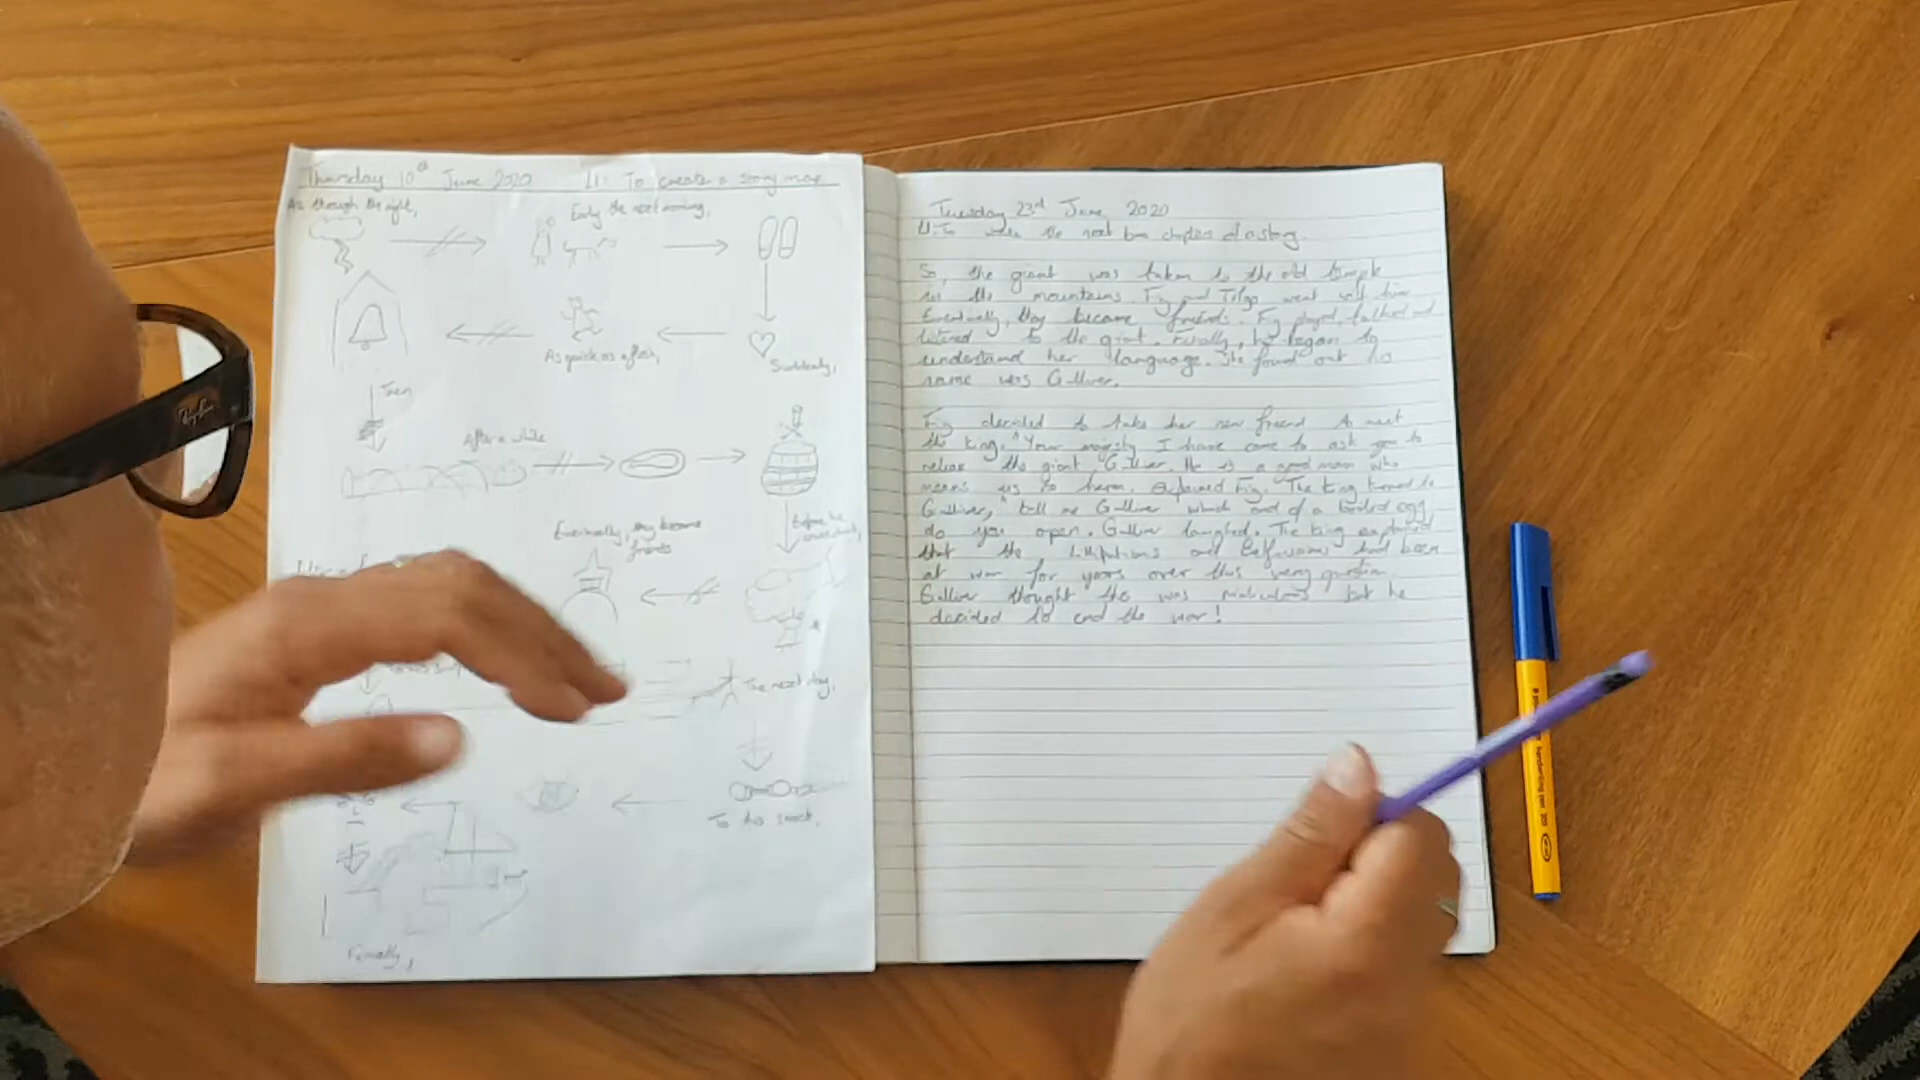 Thursday 10th June 2020 LI: To create a story map
All through the night,
Early the next morning,
As quick as a flash,
Suddenly,
Then
After a while
Eventually, they became
friends
Before he
The next day,
To his shock,
Finally,
Tuesday 23rd June 2020
LI: To write the next two chapters of a story.
So, the giant was taken to the old temple
in the mountains. Fig and Tolgo went with him
Eventually, they became friends. Fig played, talked and
listened to the giant. Finally, he began to
understand her language. She found out his
name was Gulliver.
Fig decided to take her new friend to meet
the king. "Your majesty I have come to ask you to
release the giant, Gulliver. He is a good man who
means us no harm. Explained Fig. The king turned to
Gulliver, "tell me Gulliver which end of a boiled egg
do you open. Gulliver laughed. The king explained
that the Lilliputians and Belfuscians had been
at war for years over this very question
Gulliver thought this was ridiculous but he
decided to end the war!
Ray-Ban
handwriting pen